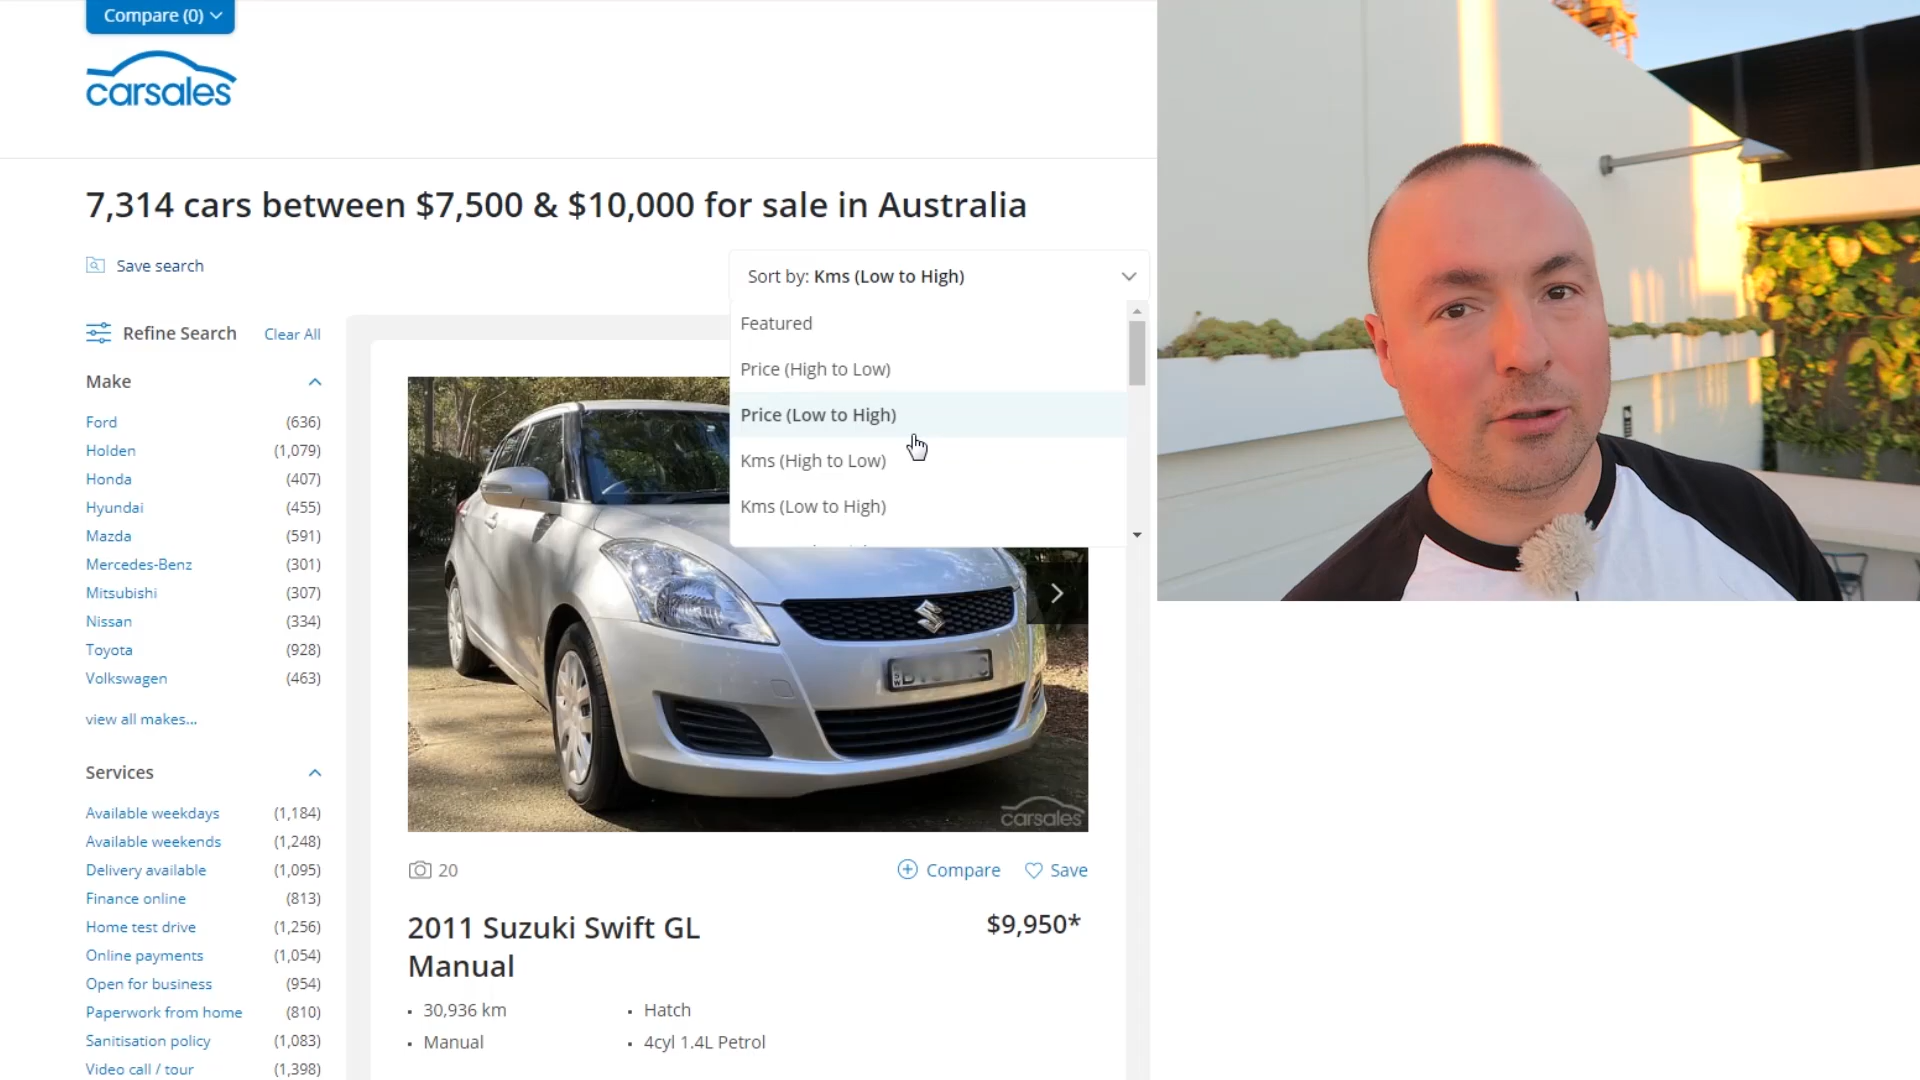 Compare (0)
carsales
7,314 cars between $7,500 & $10,000 for sale in Australia
Save search
Sort by: Kms (Low to High)
Featured
Price (High to Low)
Price (Low to High)
Kms (High to Low)
Kms (Low to High)
Refine Search
Clear All
Make
Ford (636)
Holden (1,079)
Honda (407)
Hyundai (455)
Mazda (591)
Mercedes-Benz (301)
Mitsubishi (307)
Nissan (334)
Toyota (928)
Volkswagen (463)
view all makes...
Services
Available weekdays (1,184)
Available weekends (1,248)
Delivery available (1,095)
Finance online (813)
Home test drive (1,256)
Online payments (1,054)
Open for business (954)
Paperwork from home (810)
Sanitisation policy (1,083)
Video call / tour (1,398)
carsales
20
Compare
Save
2011 Suzuki Swift GL
Manual
$9,950*
30,936 km
Hatch
Manual
4cyl 1.4L Petrol